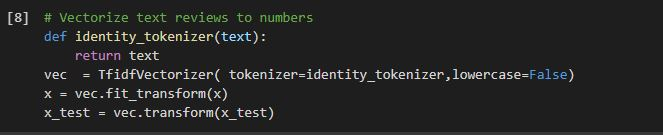 [8] # Vectorize text reviews to numbers
def identity_tokenizer(text):
    return text
vec  = TfidfVectorizer( tokenizer=identity_tokenizer,lowercase=False)
x = vec.fit_transform(x)
x_test = vec.transform(x_test)